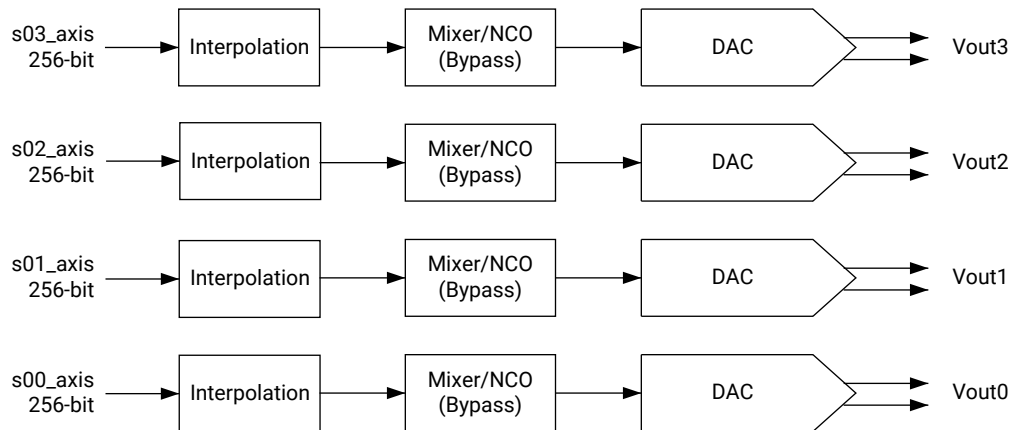 s03_axis
256-bit
Interpolation
Mixer/NCO
(Bypass)
DAC
Vout3
s02_axis
256-bit
Interpolation
Mixer/NCO
(Bypass)
DAC
Vout2
s01_axis
256-bit
Interpolation
Mixer/NCO
(Bypass)
DAC
Vout1
s00_axis
256-bit
Interpolation
Mixer/NCO
(Bypass)
DAC
Vout0